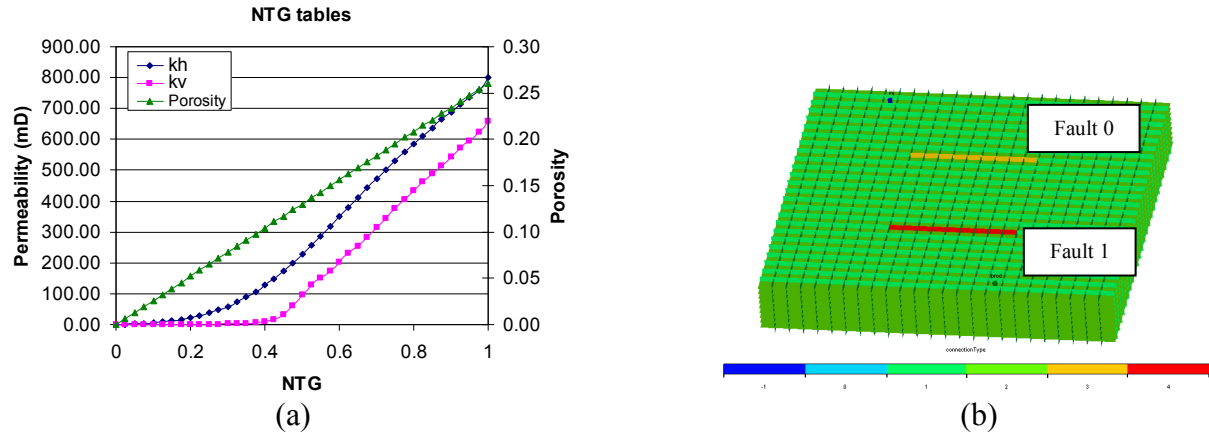 NTG tables
900.00
800.00
700.00
600.00
500.00
400.00
300.00
200.00
100.00
0.00
Permeability (mD)
kh
kv
Porosity
0.30
0.25
0.20
0.15
0.10
0.05
0.00
Porosity
0 0.2 0.4 0.6 0.8 1
NTG
(a)
Fault 0
Fault 1
connectionType
-1 0 1 2 3 4
(b)